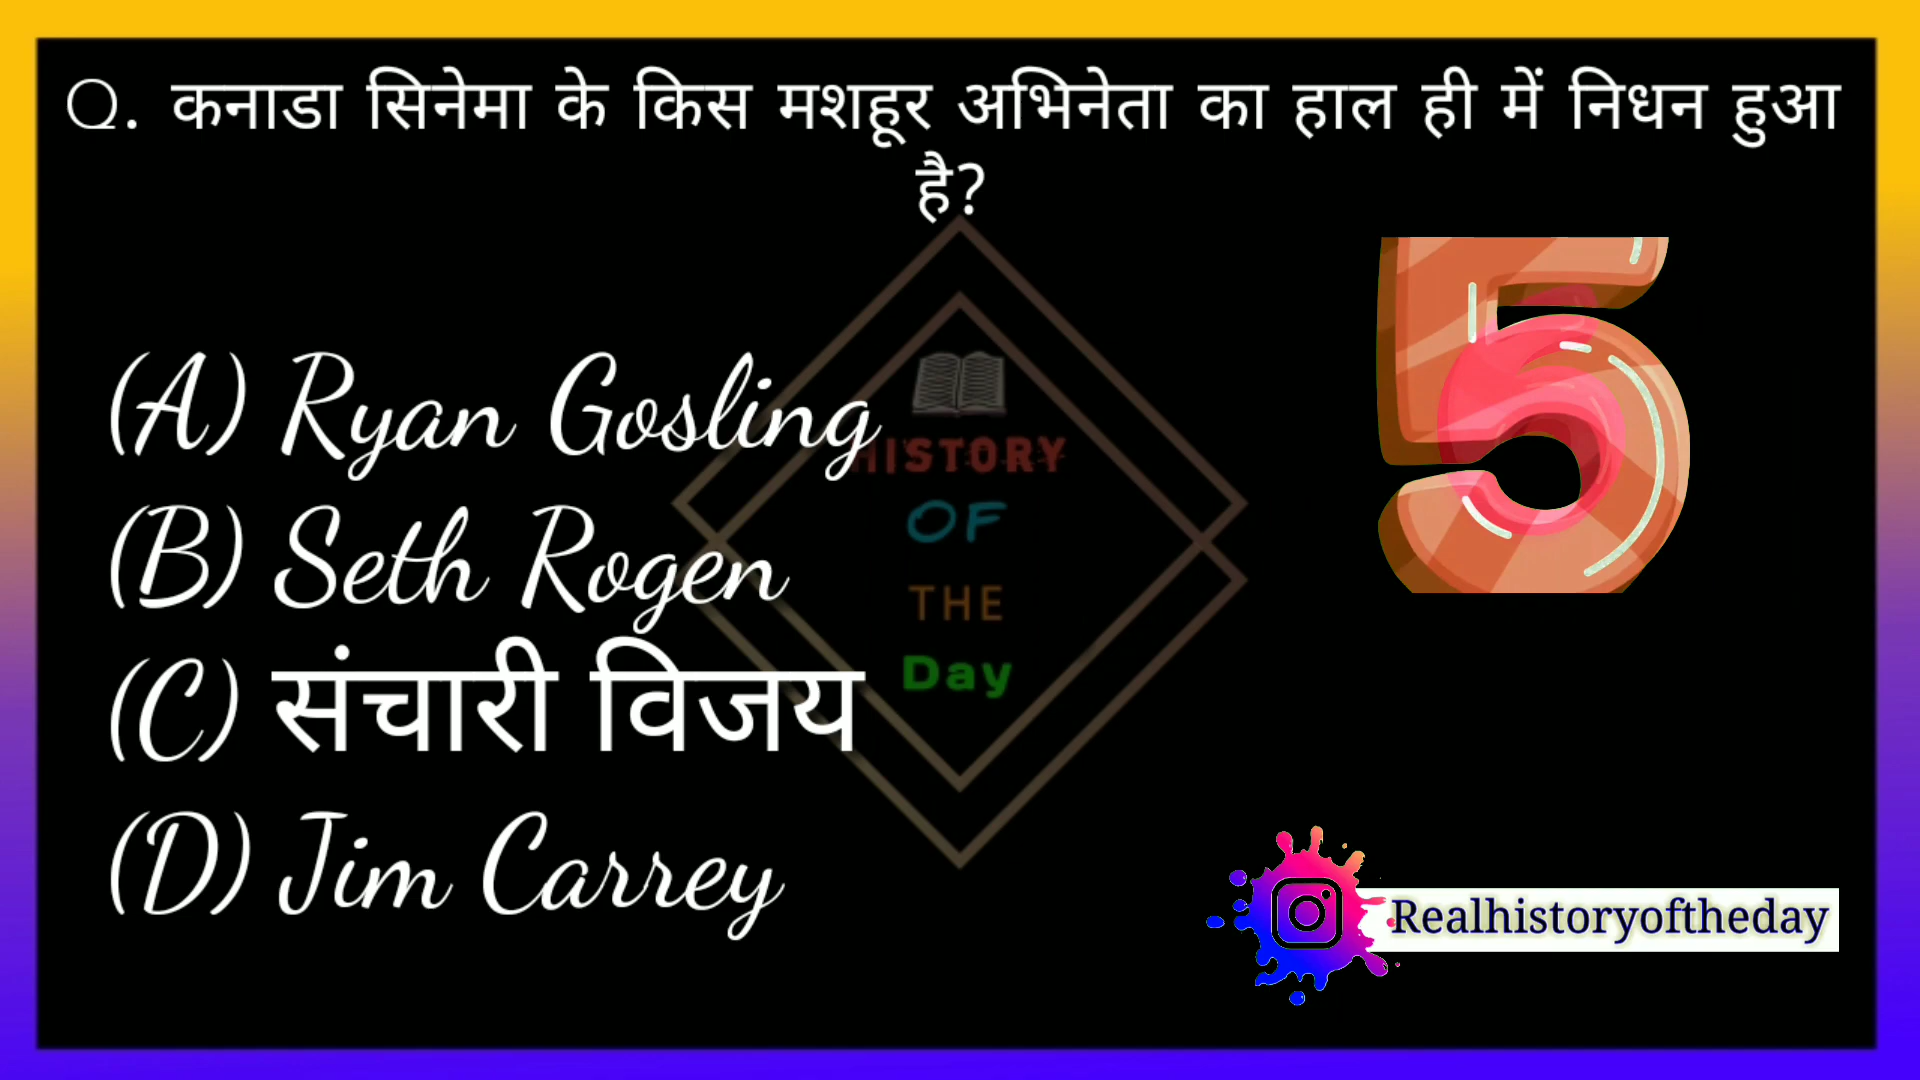 Q. कनाडा सिनेमा के किस मशहूर अभिनेता का हाल ही में निधन हुआ
है?
5
(A) Ryan Gosling
(B) Seth Rogen
(C) संचारी विजय
(D) Jim Carrey
HISTORY
OF
THE
Day
Realhistoryoftheday